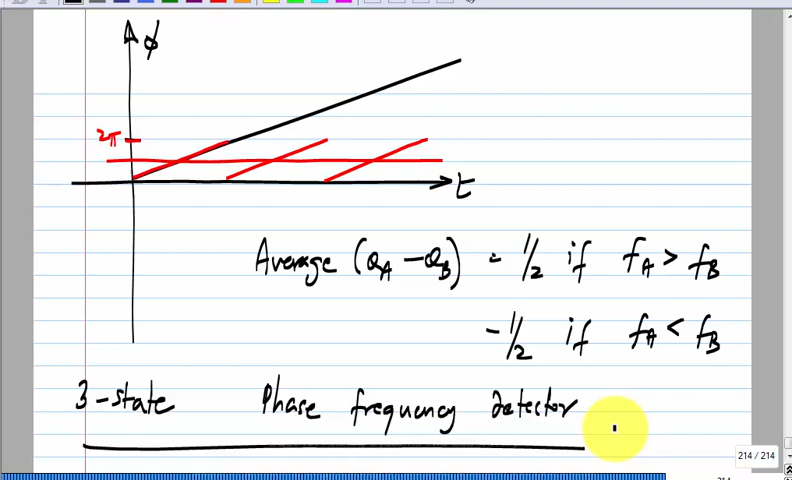 ϕ
2π
t
Average (Q_A - Q_B) = 1/2 if f_A > f_B
-1/2 if f_A < f_B
3-state Phase frequency detector
214 / 214